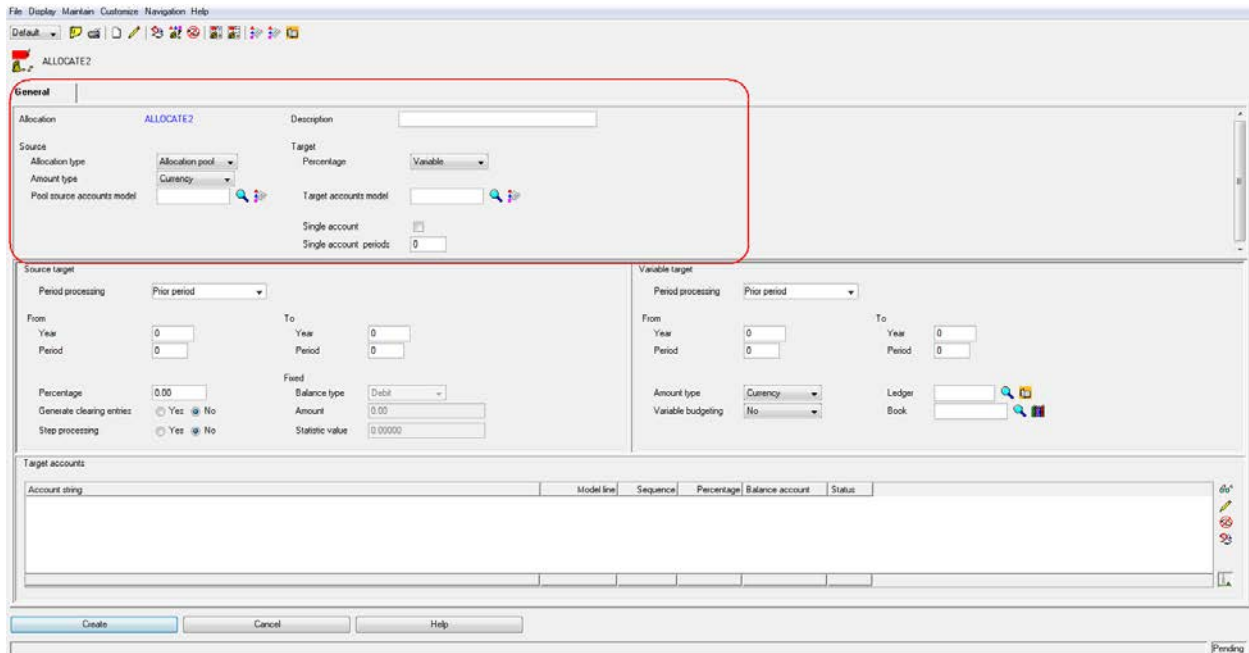 File Display Maintain Customize Navigation Help
Default
ALLOCATE2
General
Allocation ALLOCATE2 Description
Source Target
Allocation type Allocation pool Percentage Variable
Amount type Currency
Pool source accounts model Target accounts model
Single account
Single account periods 0
Source target Variable target
Period processing Prior period Period processing Prior period
From To From To
Year 0 Year 0 Year 0 Year 0
Period 0 Period 0 Period 0 Period 0
Fixed
Percentage 0.00 Balance type Debit Amount type Currency Ledger
Generate clearing entries Yes No Amount 0.00 Variable budgeting No Book
Step processing Yes No Statistic value 0.00000
Target accounts
Account string Model line Sequence Percentage Balance account Status
Create Cancel Help
Pending